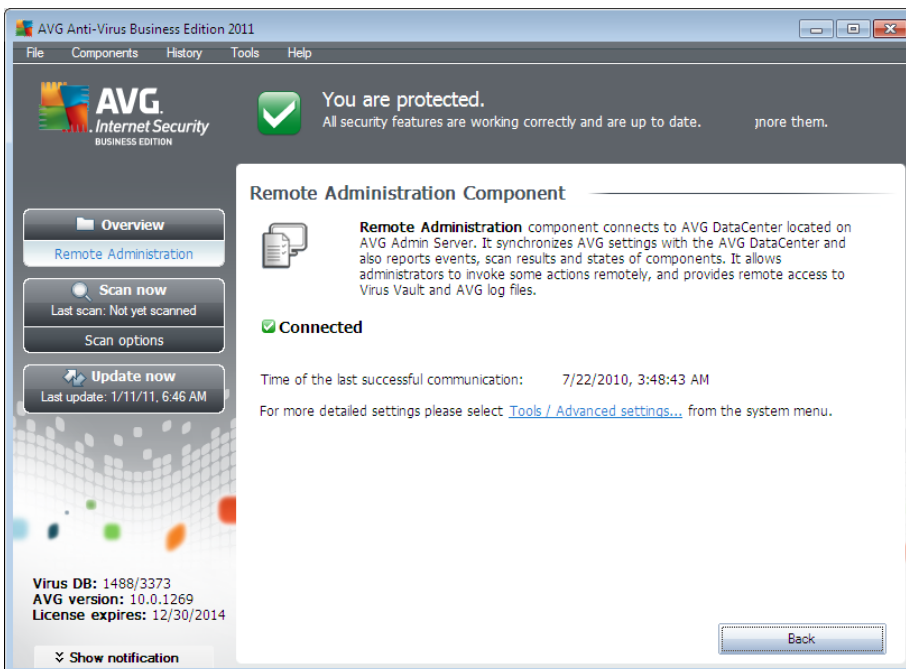 AVG Anti-Virus Business Edition 2011
File Components History Tools Help
AVG.
Internet Security
BUSINESS EDITION
You are protected.
All security features are working correctly and are up to date. nore them.
Overview
Remote Administration
Scan now
Last scan: Not yet scanned
Scan options
Update now
Last update: 1/11/11, 6:46 AM
Virus DB: 1488/3373
AVG version: 10.0.1269
License expires: 12/30/2014
Show notification
Remote Administration Component
Remote Administration component connects to AVG DataCenter located on
AVG Admin Server. It synchronizes AVG settings with the AVG DataCenter and
also reports events, scan results and states of components. It allows
administrators to invoke some actions remotely, and provides remote access to
Virus Vault and AVG log files.
Connected
Time of the last successful communication: 7/22/2010, 3:48:43 AM
For more detailed settings please select Tools / Advanced settings... from the system menu.
Back